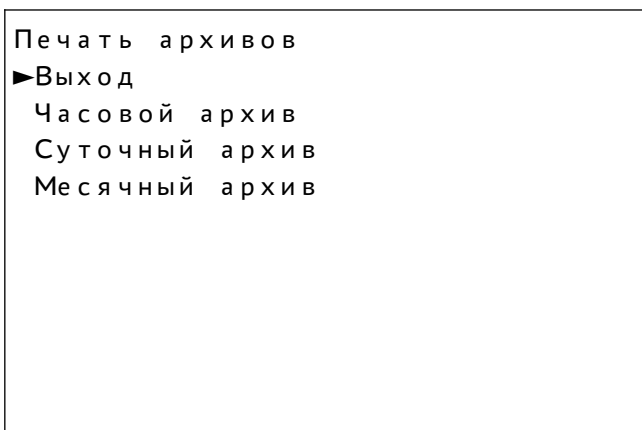 Печать архивов
►Выход
Часовой архив
Суточный архив
Месячный архив